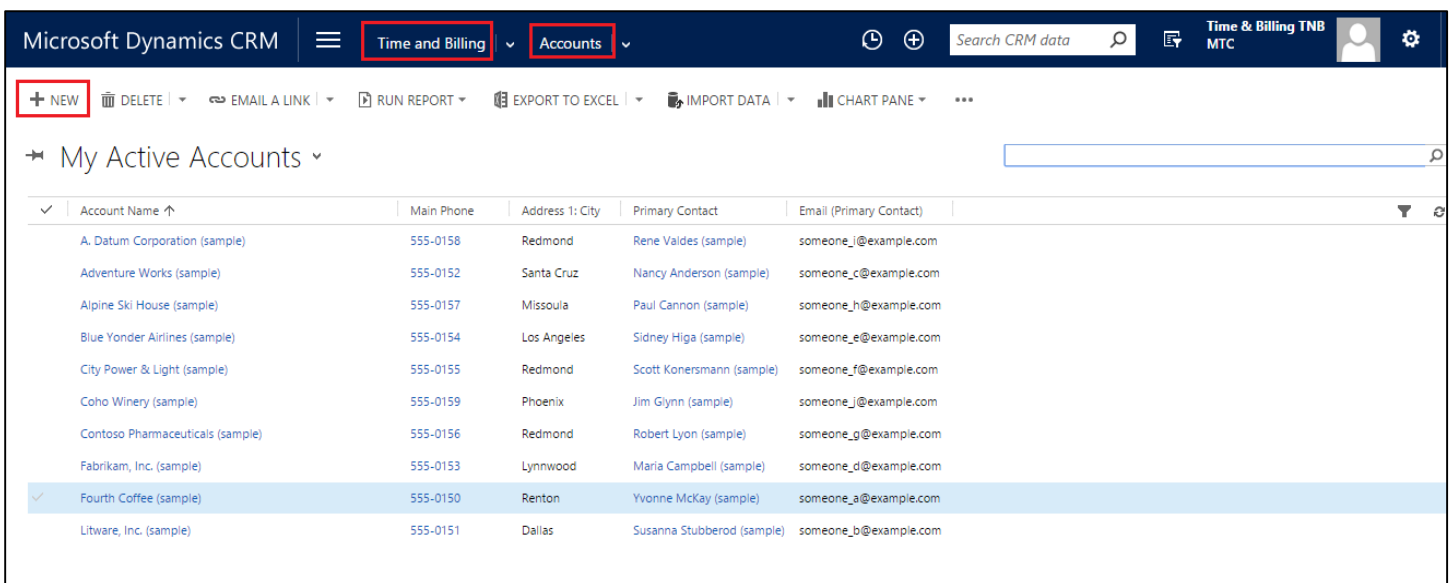 Microsoft Dynamics CRM Time and Billing Accounts Search CRM data Time & Billing TNB
MTC
NEW DELETE EMAIL A LINK RUN REPORT EXPORT TO EXCEL IMPORT DATA CHART PANE
My Active Accounts
Account Name Main Phone Address 1: City Primary Contact Email (Primary Contact)
A. Datum Corporation (sample) 555-0158 Redmond Rene Valdes (sample) someone_i@example.com
Adventure Works (sample) 555-0152 Santa Cruz Nancy Anderson (sample) someone_c@example.com
Alpine Ski House (sample) 555-0157 Missoula Paul Cannon (sample) someone_h@example.com
Blue Yonder Airlines (sample) 555-0154 Los Angeles Sidney Higa (sample) someone_e@example.com
City Power & Light (sample) 555-0155 Redmond Scott Konersmann (sample) someone_f@example.com
Coho Winery (sample) 555-0159 Phoenix Jim Glynn (sample) someone_j@example.com
Contoso Pharmaceuticals (sample) 555-0156 Redmond Robert Lyon (sample) someone_g@example.com
Fabrikam, Inc. (sample) 555-0153 Lynnwood Maria Campbell (sample) someone_d@example.com
Fourth Coffee (sample) 555-0150 Renton Yvonne McKay (sample) someone_a@example.com
Litware, Inc. (sample) 555-0151 Dallas Susanna Stubberod (sample) someone_b@example.com